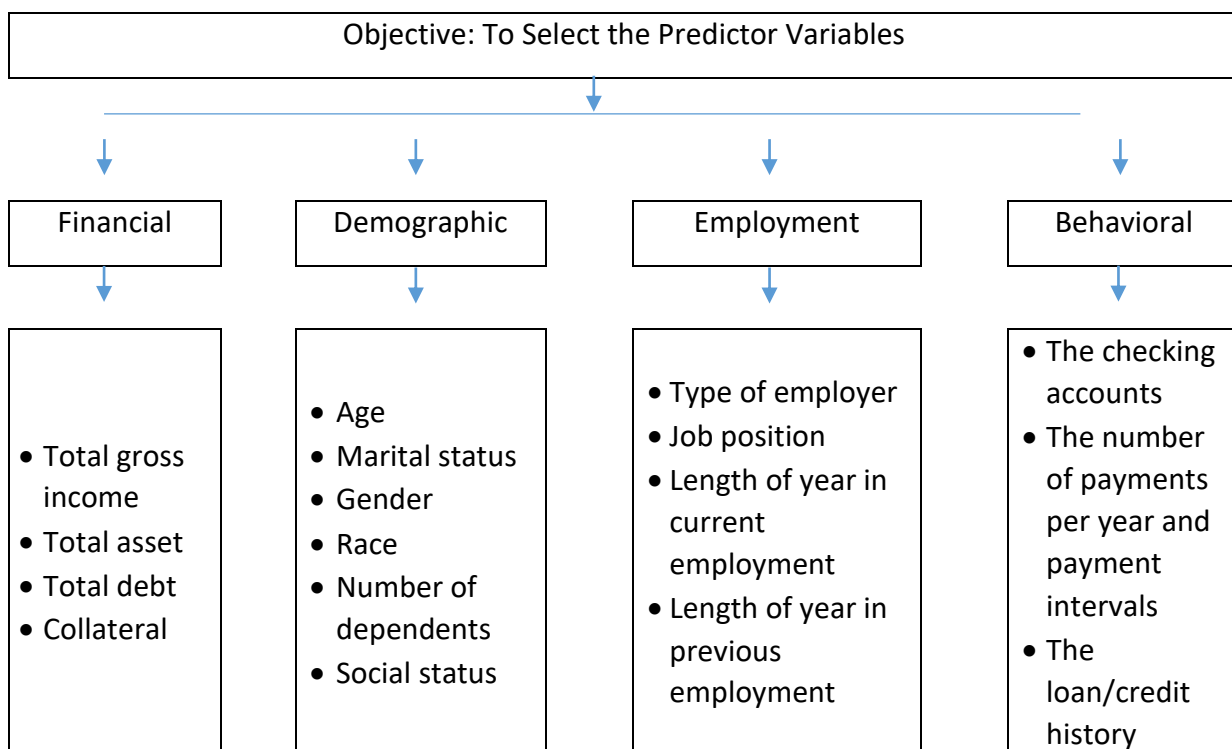 Objective: To Select the Predictor Variables
Financial
Demographic
Employment
Behavioral
• Total gross
income
• Total asset
• Total debt
• Collateral
• Age
• Marital status
• Gender
• Race
• Number of
dependents
• Social status
• Type of employer
• Job position
• Length of year in
current
employment
• Length of year in
previous
employment
• The checking
accounts
• The number
of payments
per year and
payment
intervals
• The
loan/credit
history